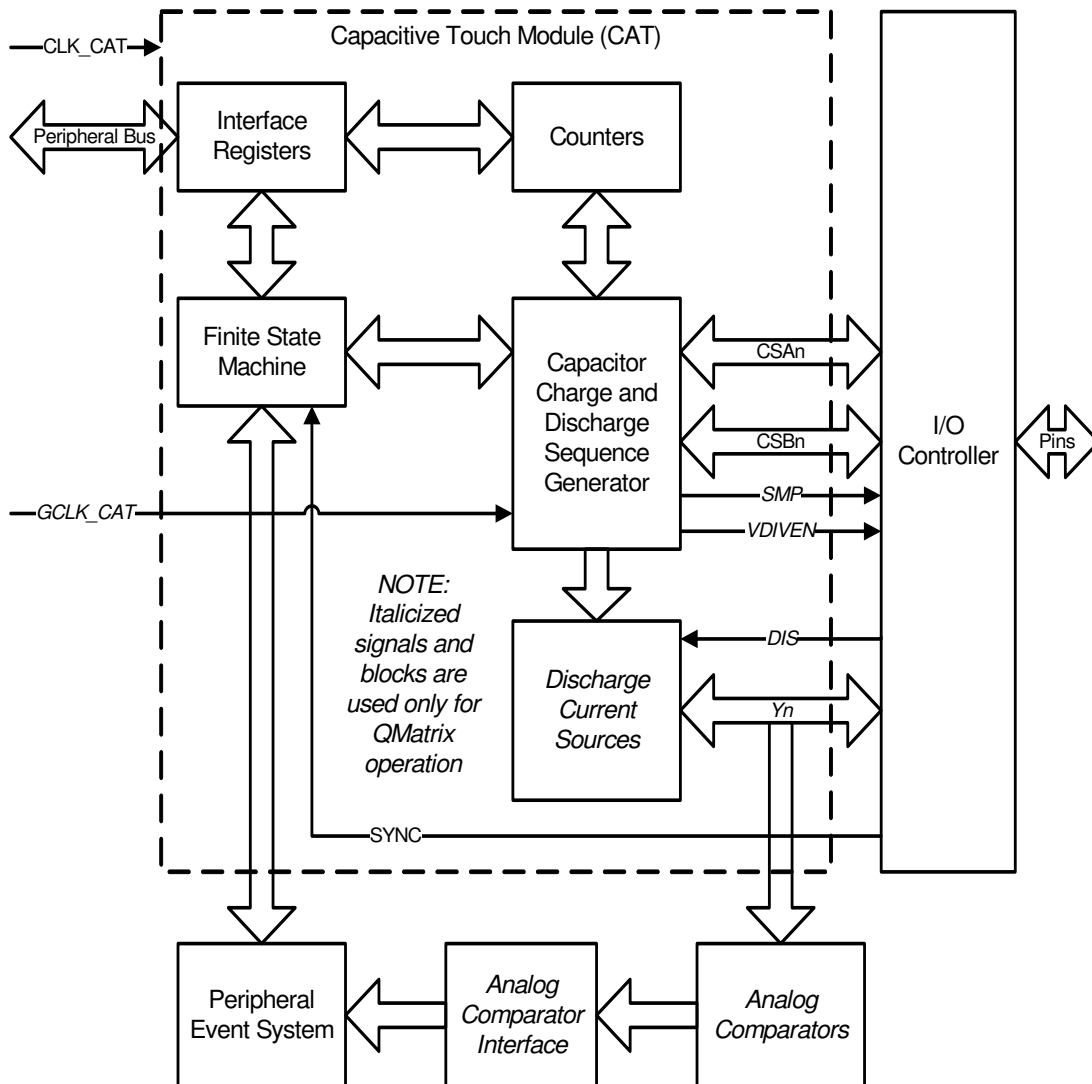 Capacitive Touch Module (CAT)
CLK_CAT
Peripheral Bus
Interface
Registers
Counters
Finite State
Machine
Capacitor
Charge and
Discharge
Sequence
Generator
CSAn
CSBn
SMP
VDIVEN
I/O
Controller
Pins
GCLK_CAT
NOTE:
Italicized
signals and
blocks are
used only for
QMatrix
operation
Discharge
Current
Sources
DIS
Yn
SYNC
Peripheral
Event System
Analog
Comparator
Interface
Analog
Comparators